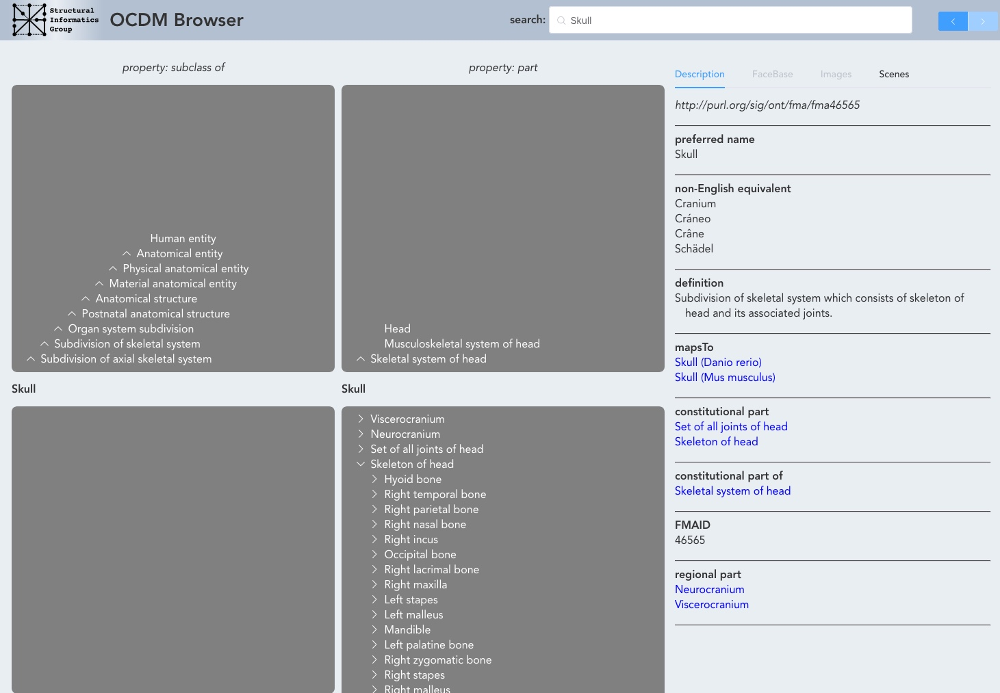 Structural
Informatics
Group
OCDM Browser
search:
Skull
property: subclass of
Human entity
Anatomical entity
Physical anatomical entity
Material anatomical entity
Anatomical structure
Postnatal anatomical structure
Organ system subdivision
Subdivision of skeletal system
Subdivision of axial skeletal system
Skull
property: part
Head
Musculoskeletal system of head
Skeletal system of head
Skull
Viscerocranium
Neurocranium
Set of all joints of head
Skeleton of head
Hyoid bone
Right temporal bone
Right parietal bone
Right nasal bone
Right incus
Occipital bone
Right lacrimal bone
Right maxilla
Left stapes
Left malleus
Mandible
Left palatine bone
Right zygomatic bone
Right stapes
Right malleus
Description FaceBase Images Scenes
http://purl.org/sig/ont/fma/fma46565
preferred name
Skull
non-English equivalent
Cranium
Cráneo
Crâne
Schädel
definition
Subdivision of skeletal system which consists of skeleton of
head and its associated joints.
mapsTo
Skull (Danio rerio)
Skull (Mus musculus)
constitutional part
Set of all joints of head
Skeleton of head
constitutional part of
Skeletal system of head
FMAID
46565
regional part
Neurocranium
Viscerocranium